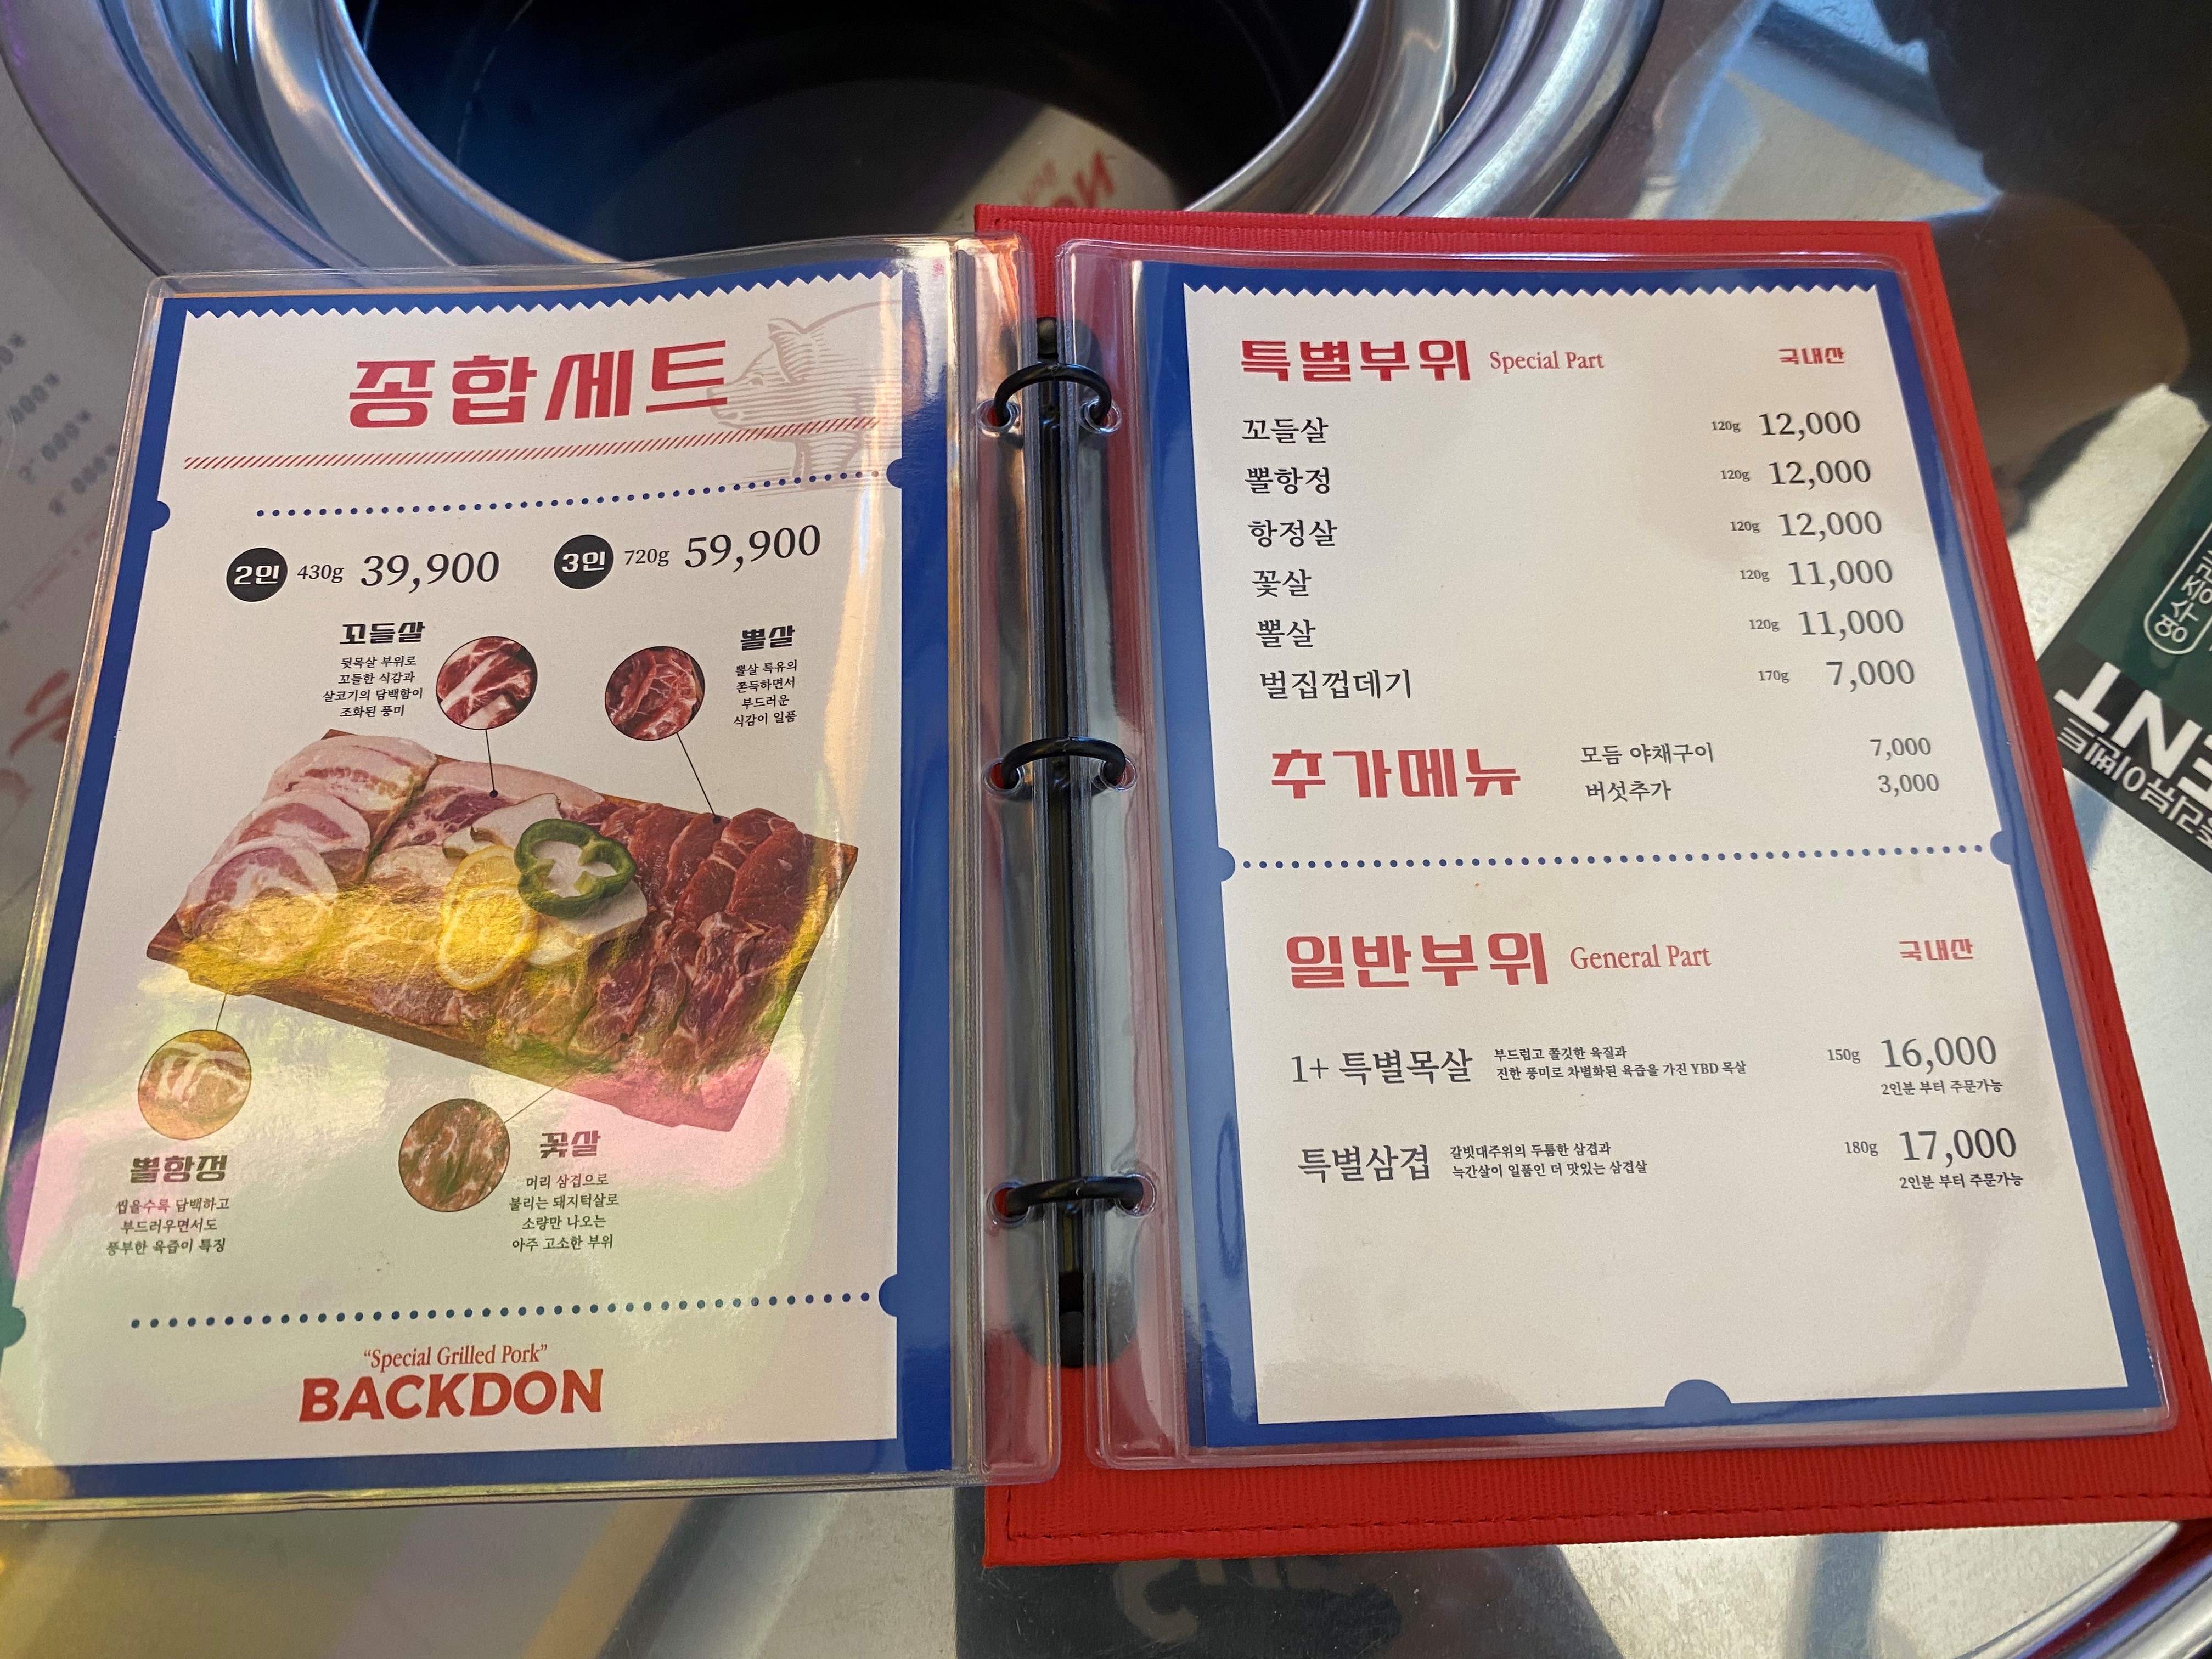 종합세트
2인 430g 39,900
3인 720g 59,900
꼬들살
뒷목살 부위로
꼬들한 식감과
살코기의 담백함이
조화된 풍미
뽈살
뽈살 특유의
쫀득하면서
부드러운
식감이 일품
뽈항정
씹을수록 담백하고
부드러우면서도
풍부한 육즙이 특징
꽃살
머리 삼겹으로
불리는 돼지턱살로
소량만 나오는
아주 고소한 부위
"Special Grilled Pork"
BACKDON
특별부위 Special Part 국내산
꼬들살 120g 12,000
뽈항정 120g 12,000
항정살 120g 12,000
꽃살 120g 11,000
뽈살 120g 11,000
벌집껍데기 170g 7,000
추가메뉴
모듬 야채구이 7,000
버섯추가 3,000
일반부위 General Part 국내산
1+ 특별목살
부드럽고 쫄깃한 육질과
진한 풍미로 차별화된 육즙을 가진 YBD 목살
150g 16,000
2인분 부터 주문가능
특별삼겹
갈빗대주위의 두툼한 삼겹과
늑간살이 일품인 더 맛있는 삼겹살
180g 17,000
2인분 부터 주문가능